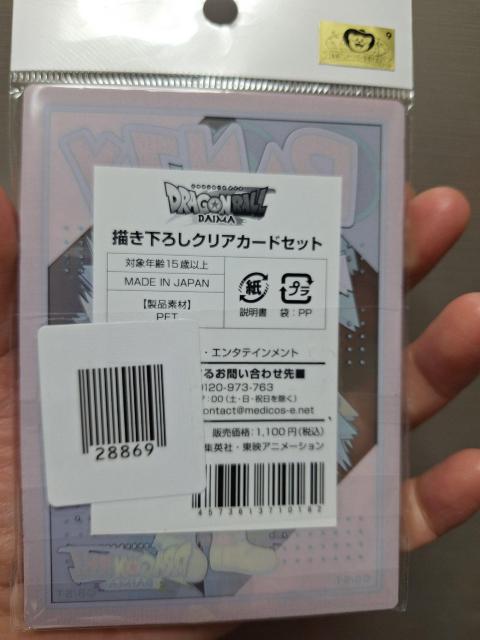 9
DRAGONBALL
DAIMA
描き下ろしクリアカードセット
対象年齢15歳以上
MADE IN JAPAN
【製品素材】
PET
紙
プラ
説明書
袋：PP
・エンタテインメント
るお問い合わせ先■
0120-973-763
：00（土・日・祝日を除く）
contact@medicos-e.net
販売価格：1,100円（税込）
集英社・東映アニメーション
28869
4573613710162
DRAGONBALL
DAIMA